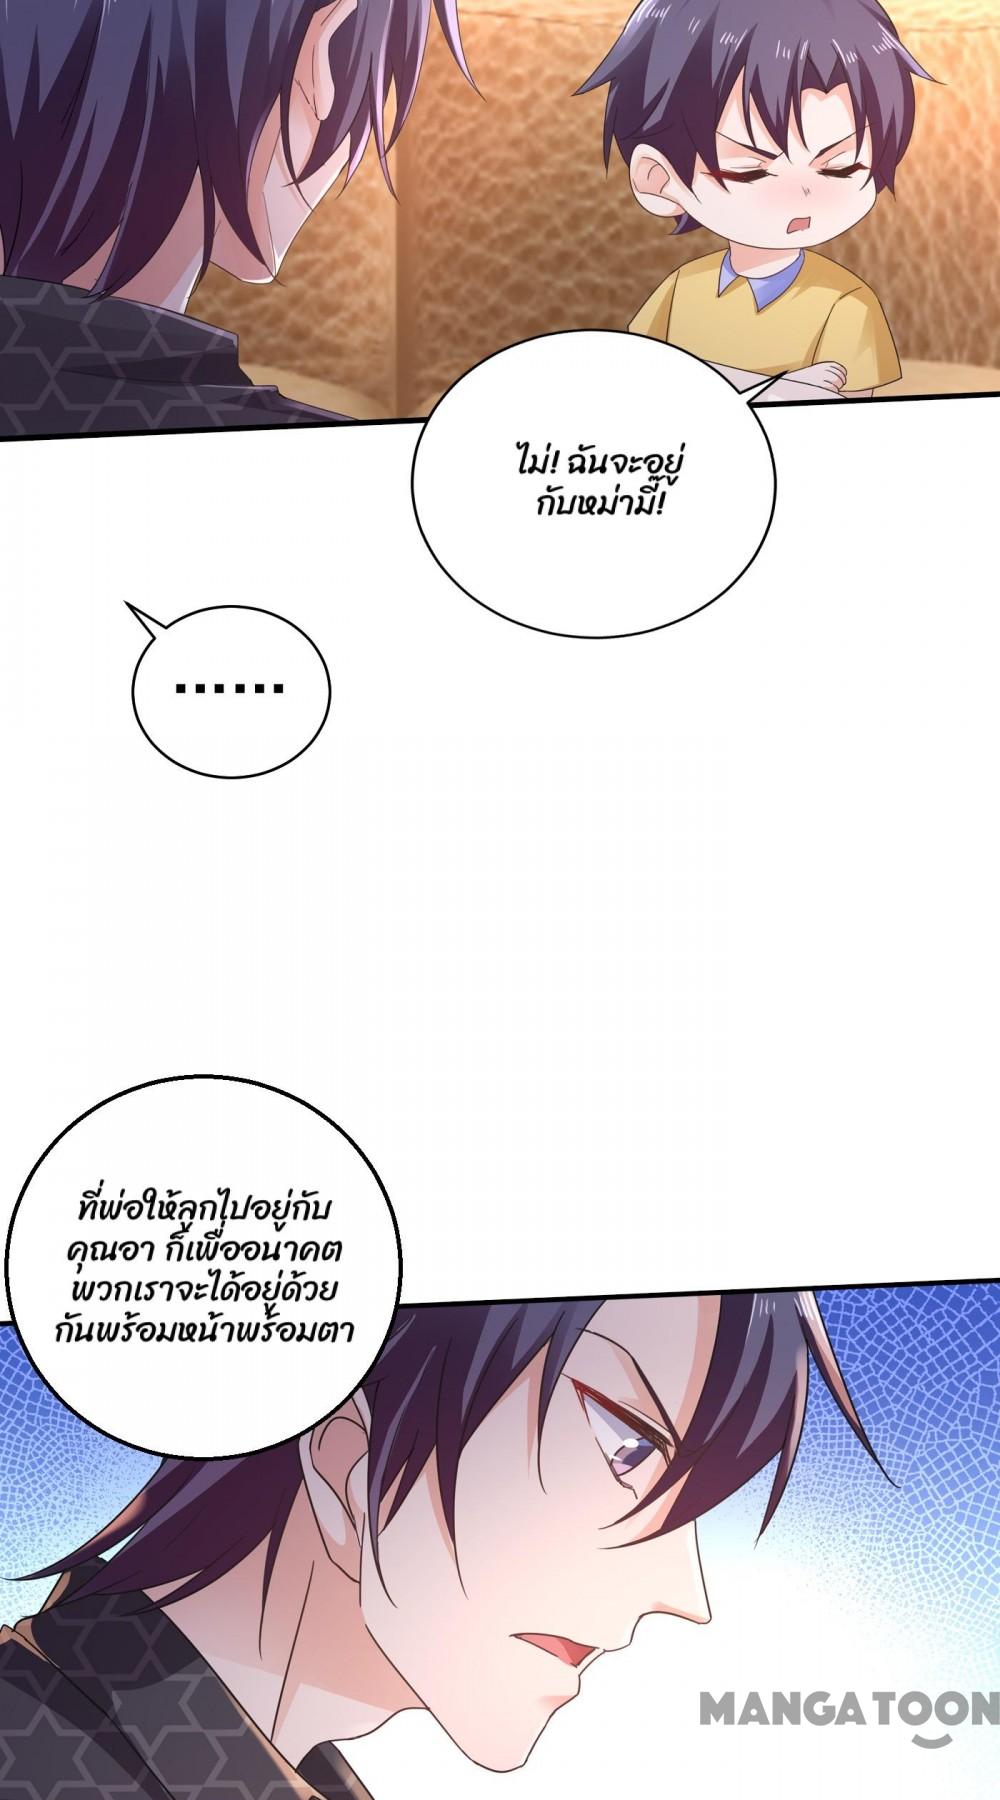 ไม่! ฉันจะอยู่
กับหม่ามี๊!
......
ที่พ่อให้ลูกไปอยู่กับ
คุณอา ก็เพื่ออนาคต
พวกเราจะได้อยู่ด้วย
กันพร้อมหน้าพร้อมตา
MANGATOON